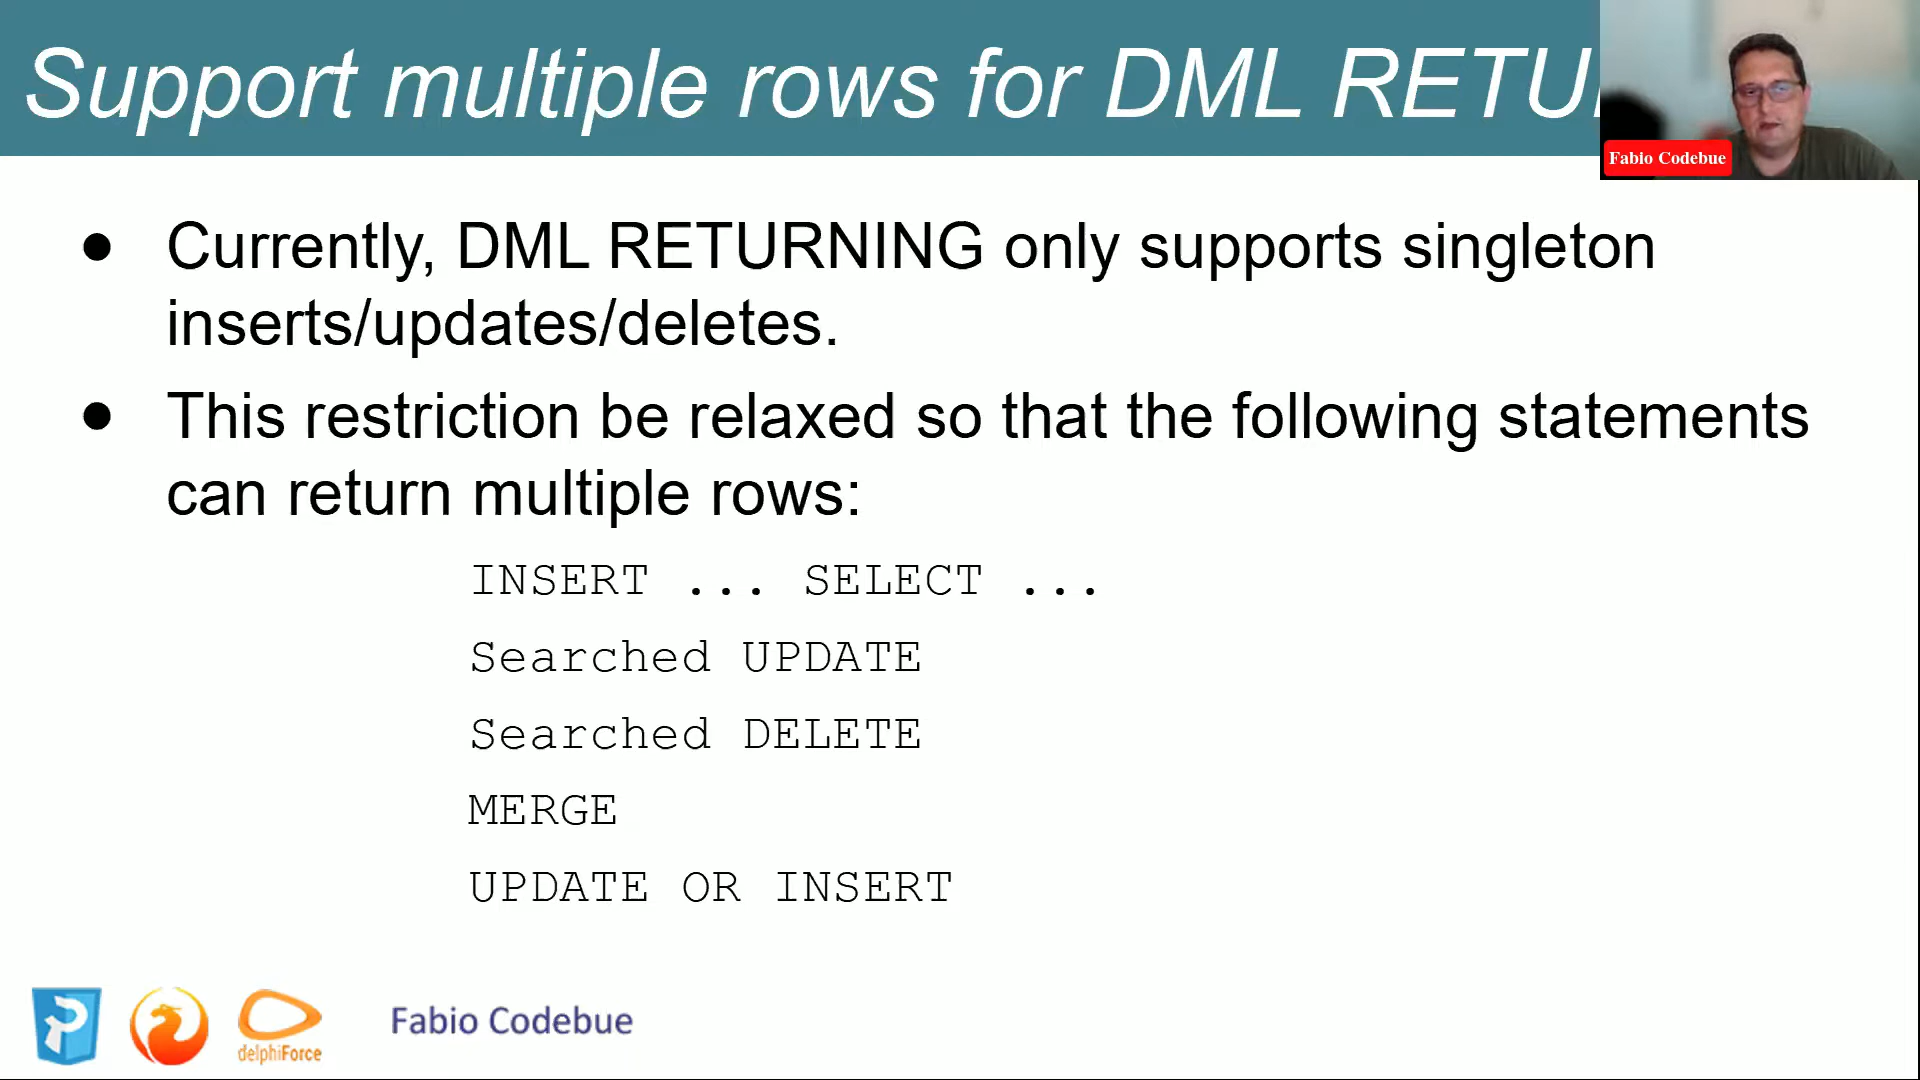 Support multiple rows for DML RETU
Fabio Codebue
● Currently, DML RETURNING only supports singleton
inserts/updates/deletes.
● This restriction be relaxed so that the following statements
can return multiple rows:
INSERT ... SELECT ...
Searched UPDATE
Searched DELETE
MERGE
UPDATE OR INSERT
delphiForce
Fabio Codebue